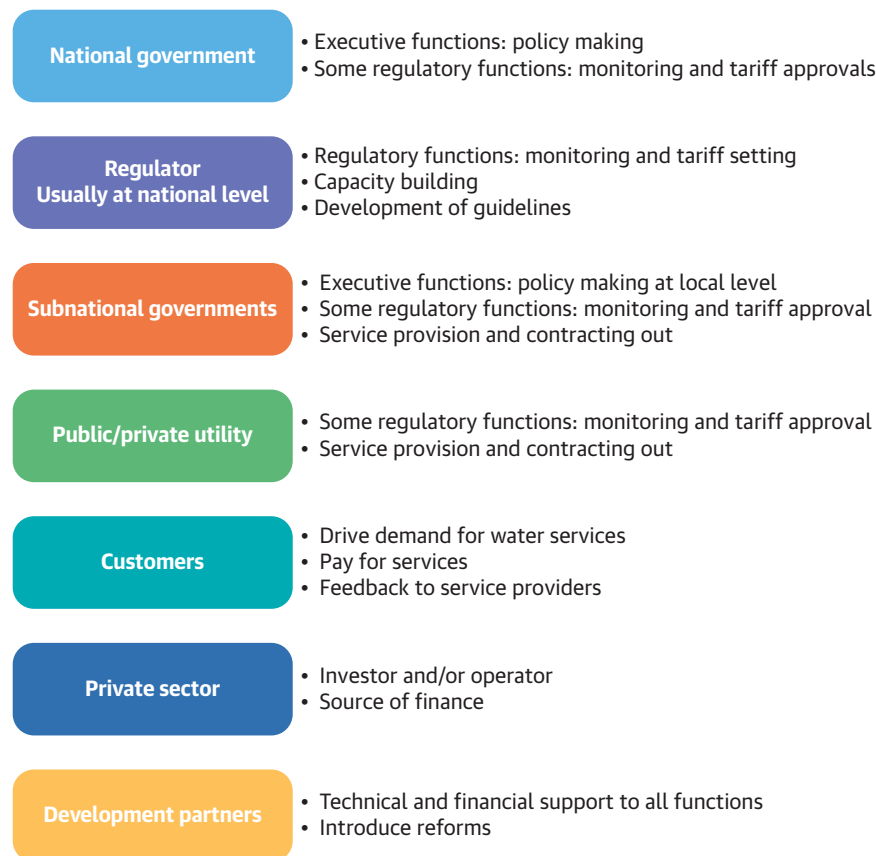 National government
• Executive functions: policy making
• Some regulatory functions: monitoring and tariff approvals
Regulator
Usually at national level
• Regulatory functions: monitoring and tariff setting
• Capacity building
• Development of guidelines
Subnational governments
• Executive functions: policy making at local level
• Some regulatory functions: monitoring and tariff approval
• Service provision and contracting out
Public/private utility
• Some regulatory functions: monitoring and tariff approval
• Service provision and contracting out
Customers
• Drive demand for water services
• Pay for services
• Feedback to service providers
Private sector
• Investor and/or operator
• Source of finance
Development partners
• Technical and financial support to all functions
• Introduce reforms